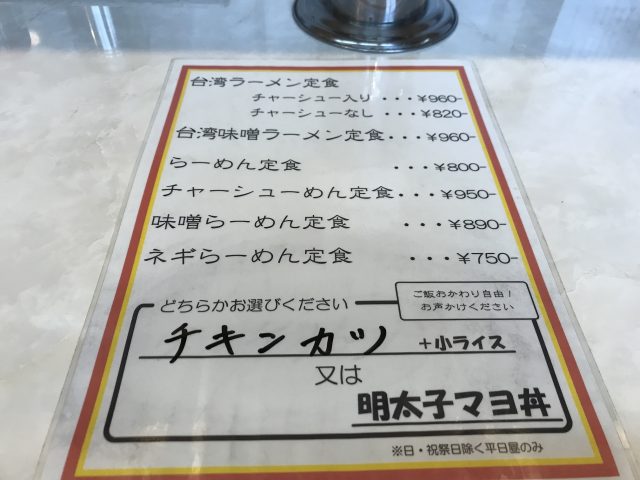 台湾ラーメン定食
チャーシュー入り・・・¥960-
チャーシューなし・・・¥820-
台湾味噌ラーメン定食・・・¥960-
らーめん定食 ・・・¥800-
チャーシューめん定食・・・¥950-
味噌らーめん定食 ・・・¥890-
ネギらーめん定食 ・・・¥750-
どちらかお選びください
ご飯おかわり自由！
お声かけください
チキンカツ +小ライス
又は
明太子マヨ丼
※日・祝祭日除く平日昼のみ